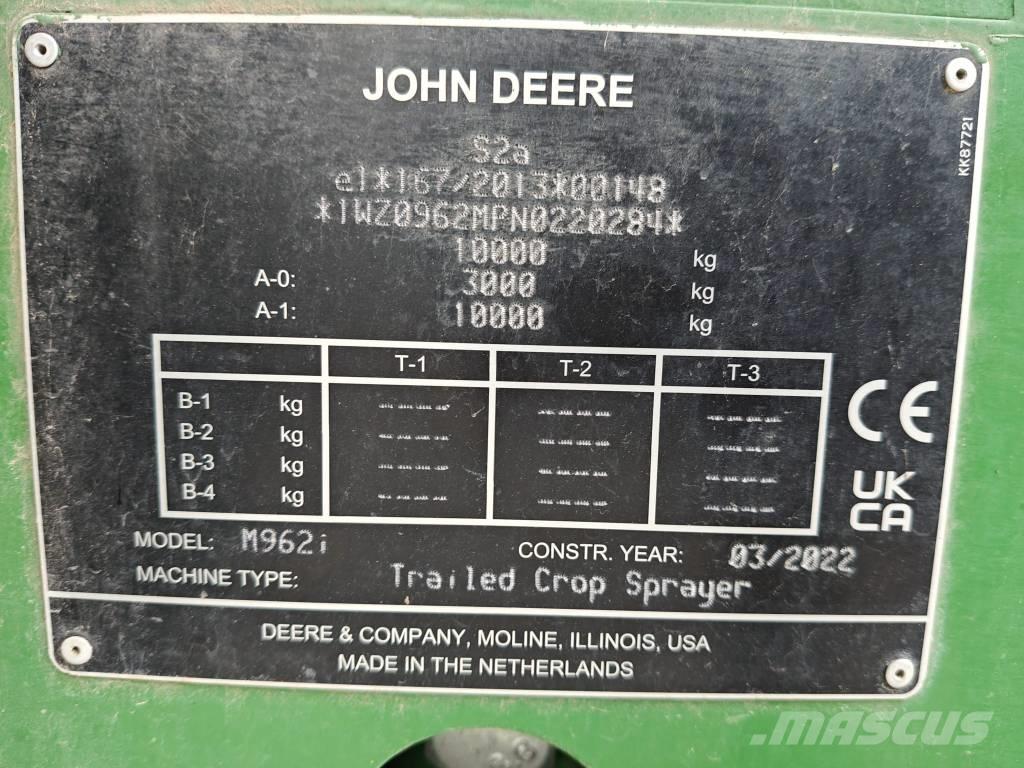 JOHN DEERE
KK87721
S2a
e1*167/2013*00148
*1WZ0962MPN0220284*
10000 kg
A-0: 3000 kg
A-1: 10000 kg
T-1 T-2 T-3
B-1 kg ----- ----- -----
B-2 kg ----- ----- -----
B-3 kg ----- ----- -----
B-4 kg ----- ----- -----
CE
UK
CA
MODEL: M962i CONSTR. YEAR: 03/2022
MACHINE TYPE: Trailed Crop Sprayer
DEERE & COMPANY, MOLINE, ILLINOIS, USA
MADE IN THE NETHERLANDS
MASCUS